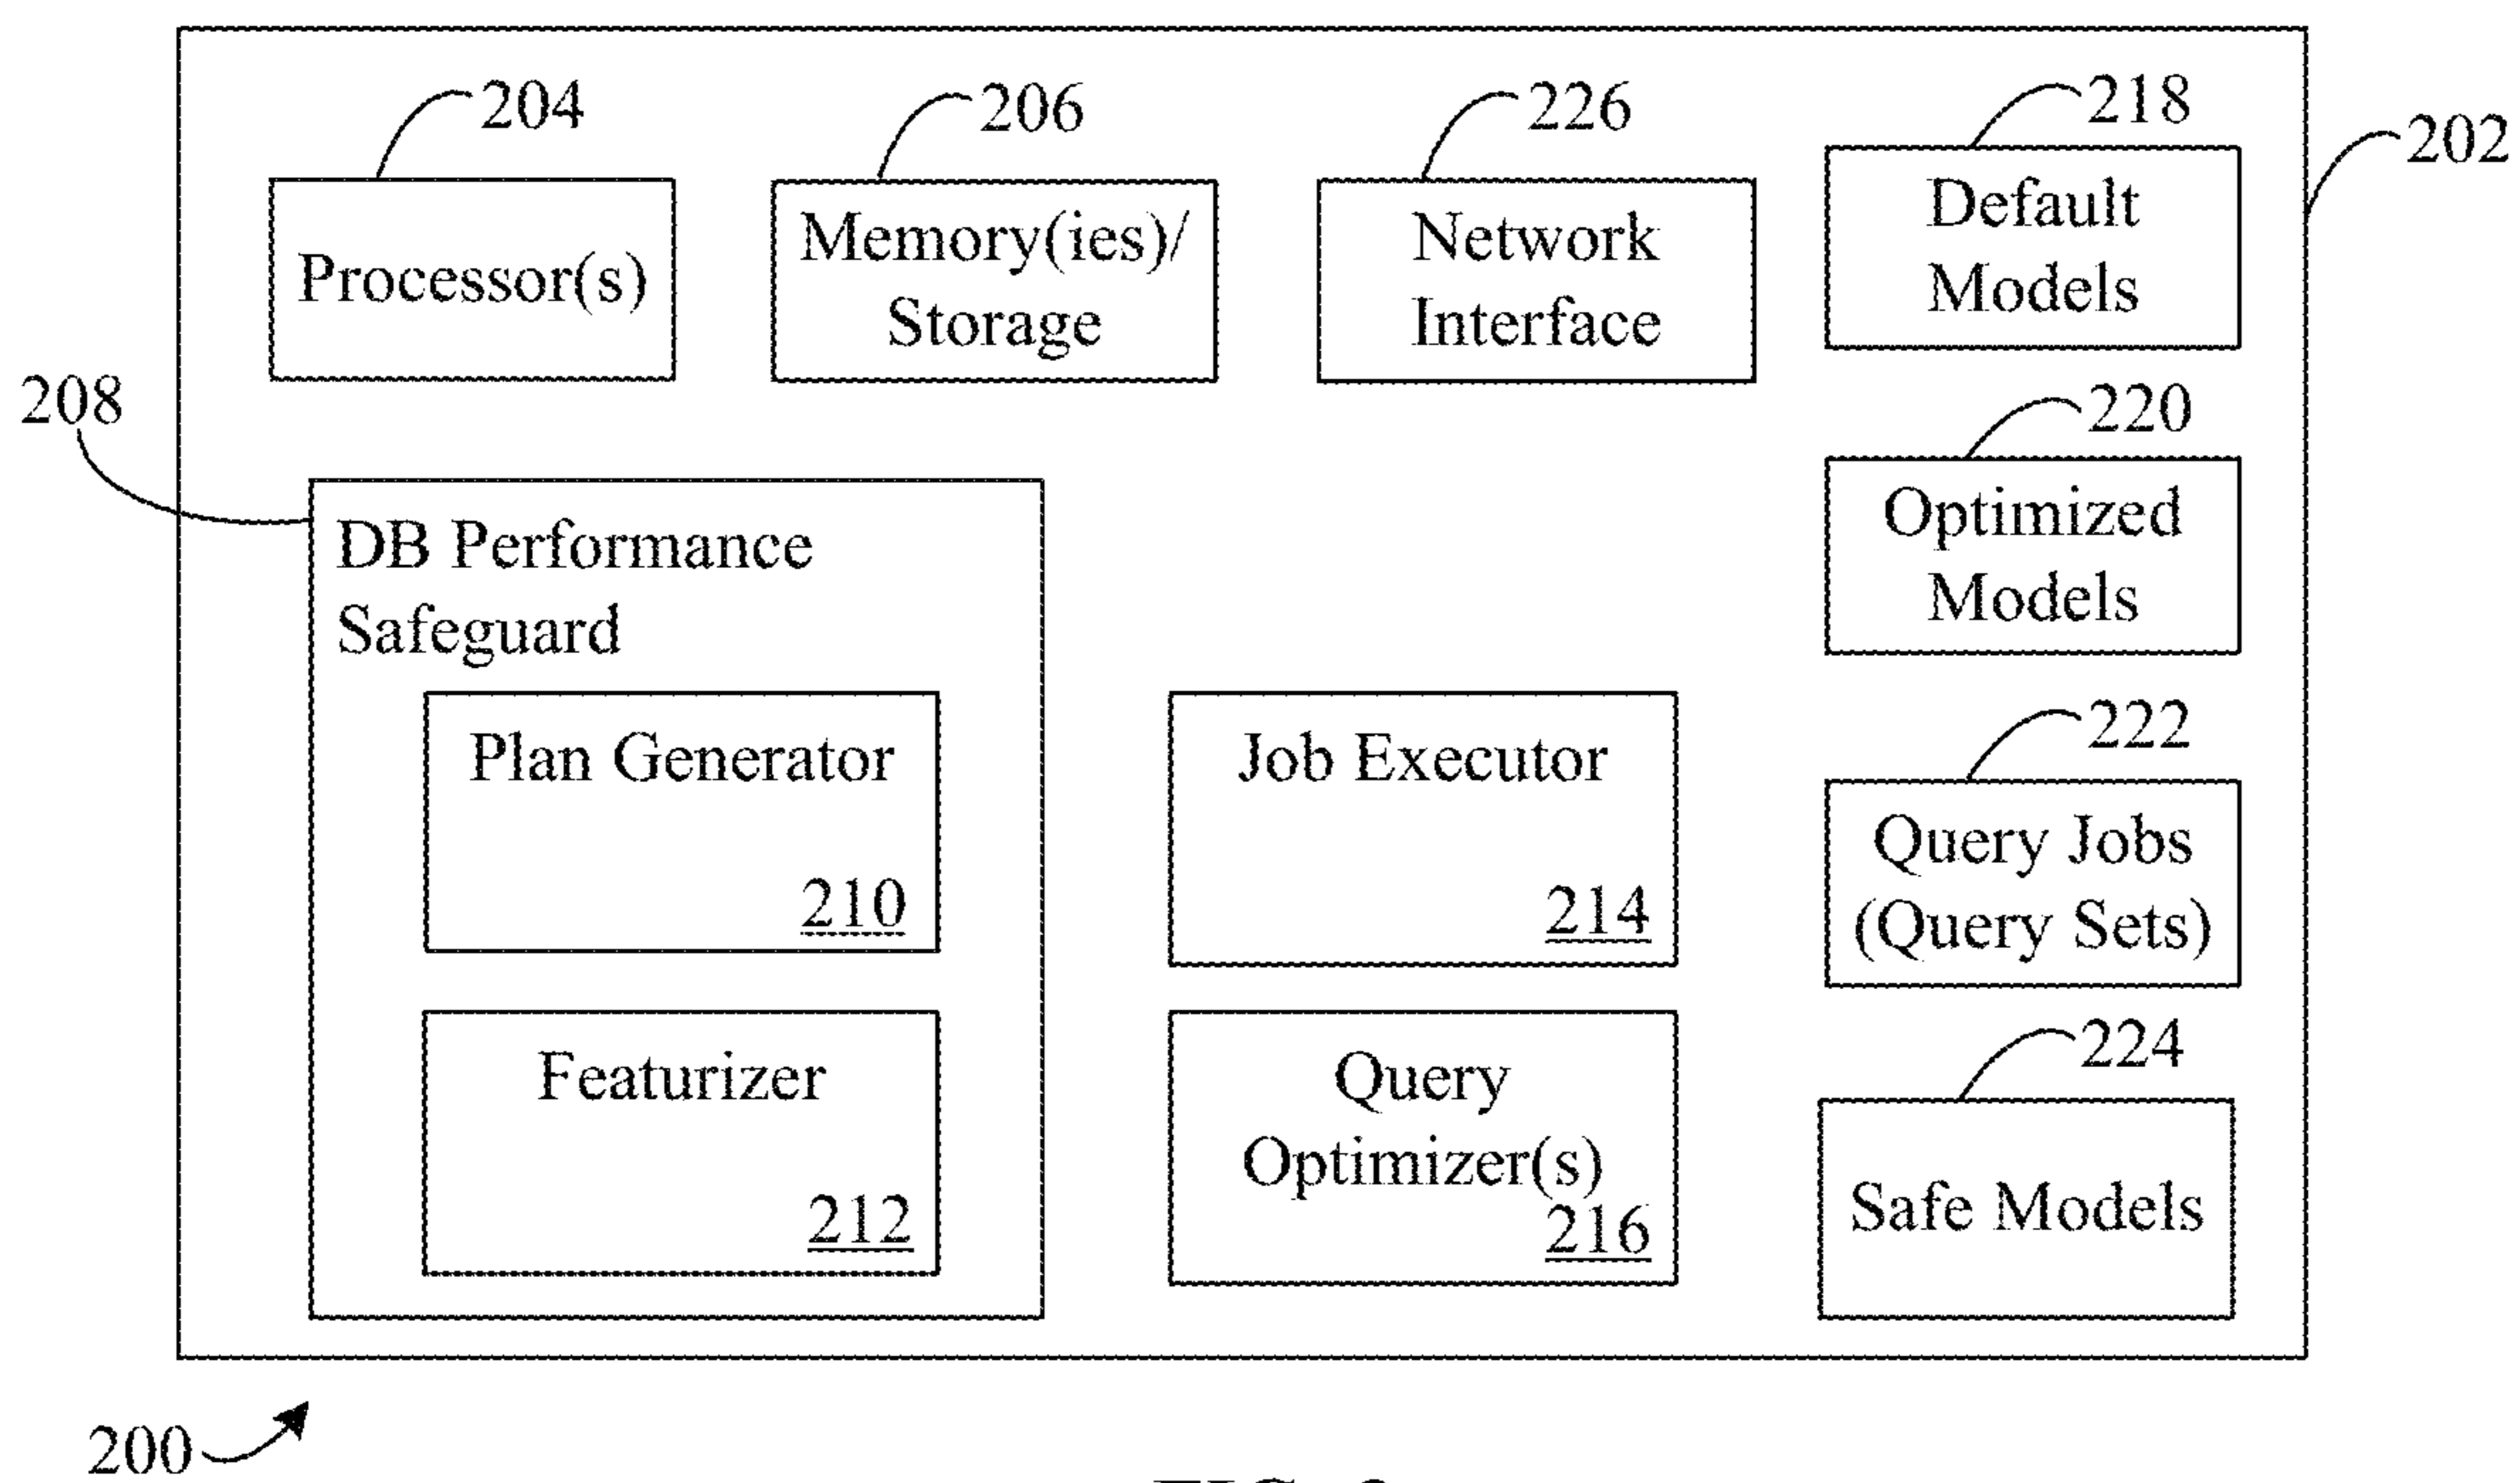 204
206
226
218
202
Processor(s)
Memory(ies)/
Storage
Network
Interface
Default
Models
208
220
DB Performance
Safeguard
Optimized
Models
Plan Generator
210
Job Executor
214
222
Query Jobs
(Query Sets)
Featurizer
212
Query
Optimizer(s)
216
224
Safe Models
200